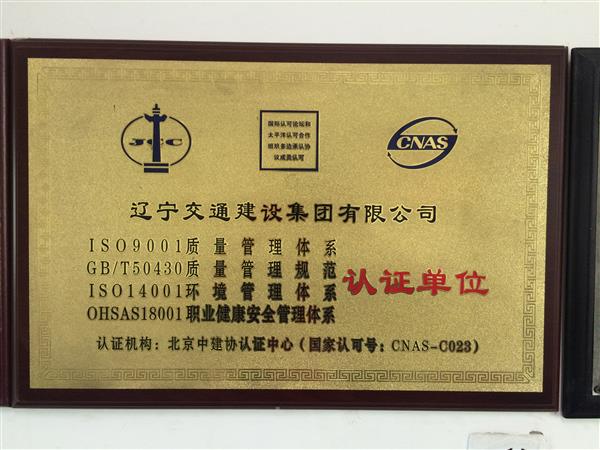 JCC
国际认可论坛和
太平洋认可合作
组织多边承认协
议成员认可
CNAS
辽宁交通建设集团有限公司
ISO9001质量管理体系
GB/T50430质量管理规范
ISO14001环境管理体系
OHSAS18001职业健康安全管理体系
认证单位
认证机构：北京中建协认证中心（国家认可号：CNAS-C023）